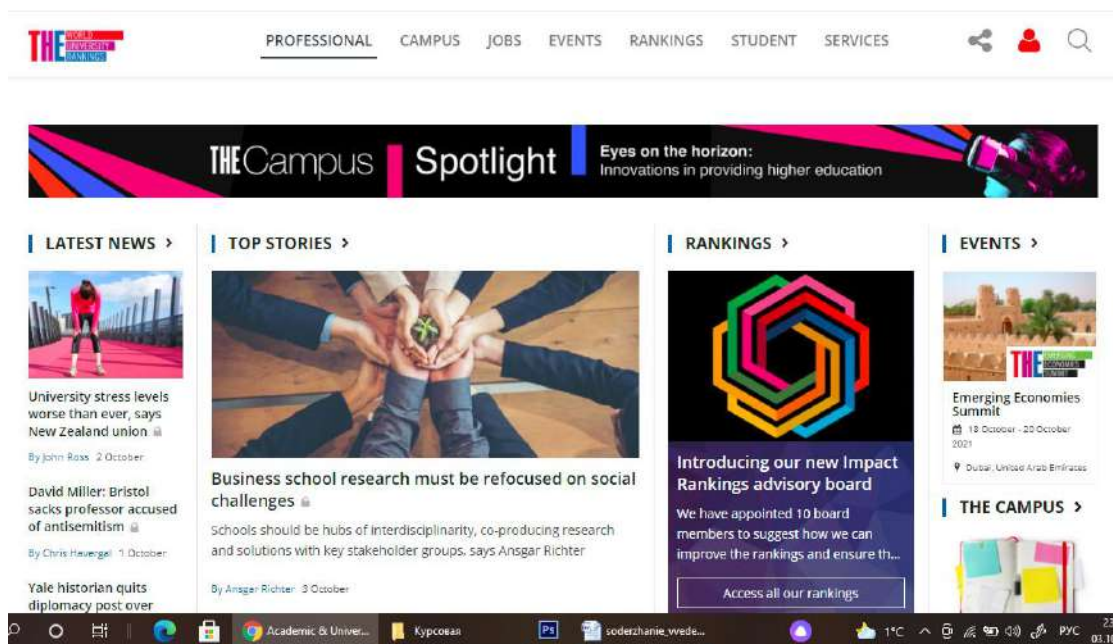 THE WORLD
UNIVERSITY
RANKINGS
PROFESSIONAL CAMPUS JOBS EVENTS RANKINGS STUDENT SERVICES
THE Campus Spotlight
Eyes on the horizon:
Innovations in providing higher education
LATEST NEWS >
University stress levels
worse than ever, says
New Zealand union
By John Ross 2 October
David Miller: Bristol
sacks professor accused
of antisemitism
By Chris Havergal 1 October
Yale historian quits
diplomacy post over
TOP STORIES >
Business school research must be refocused on social
challenges
Schools should be hubs of interdisciplinarity, co-producing research
and solutions with key stakeholder groups, says Ansgar Richter
By Ansgar Richter 3 October
RANKINGS >
Introducing our new Impact
Rankings advisory board
We have appointed 10 board
members to suggest how we can
improve the rankings and ensure th...
Access all our rankings
EVENTS >
THE EMERGING
ECONOMIES
SUMMIT
Emerging Economies
Summit
18 October - 20 October
2021
Dubai, United Arab Emirates
THE CAMPUS >
Academic & Univer...
Курсовая
Ps
soderzhanie_vvede...
1°C
РУС